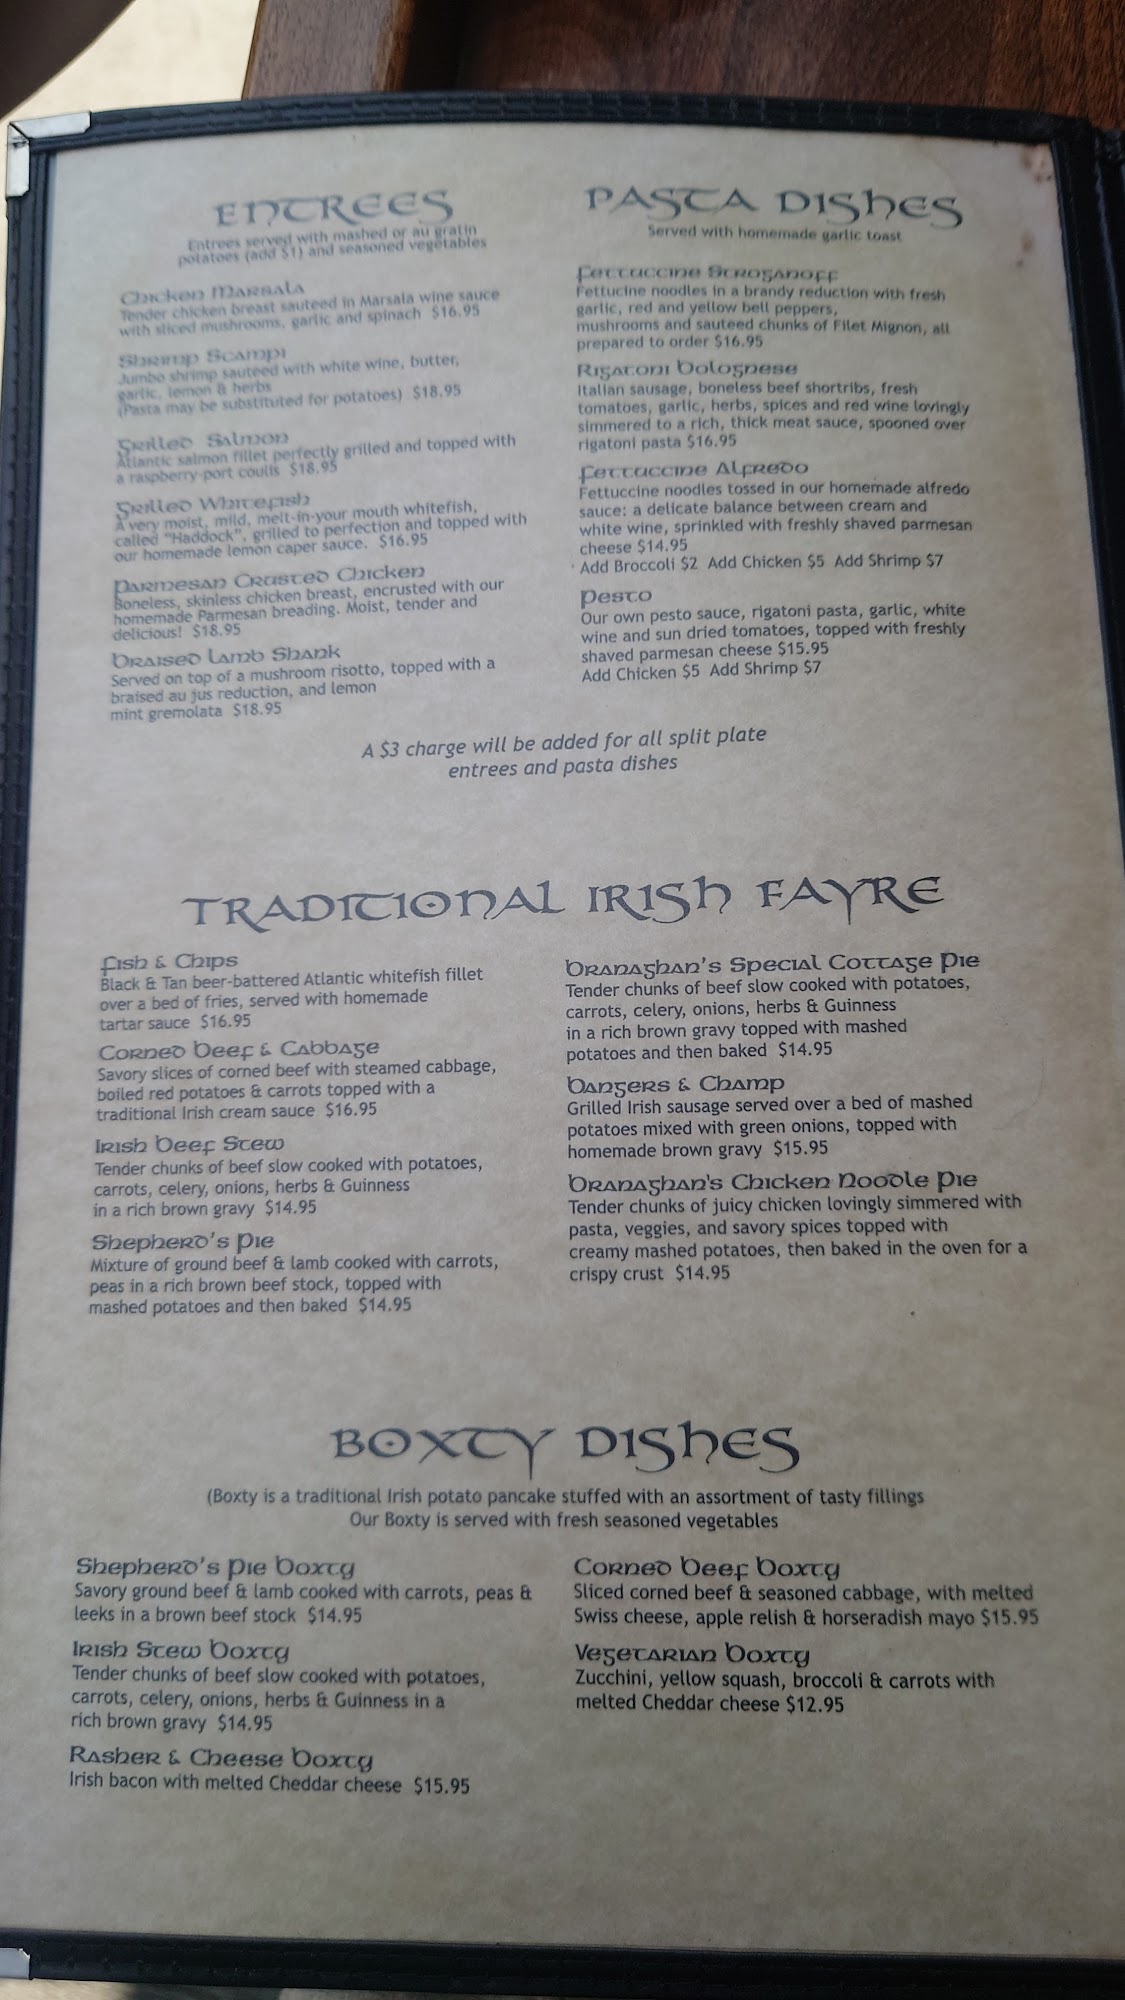 Entrees
Entrees served with mashed or au gratin
potatoes (add $1) and seasoned vegetables
Chicken Marsala
Tender chicken breast sauteed in Marsala wine sauce
with sliced mushrooms, garlic and spinach $16.95
Shrimp Scampi
Jumbo shrimp sauteed with white wine, butter,
garlic, lemon & herbs
(Pasta may be substituted for potatoes) $18.95
Grilled Salmon
Atlantic salmon fillet perfectly grilled and topped with
a raspberry-port coulis $18.95
Grilled Whitefish
A very moist, mild, melt-in-your mouth whitefish,
called "Haddock", grilled to perfection and topped with
our homemade lemon caper sauce. $16.95
Parmesan Crusted Chicken
Boneless, skinless chicken breast, encrusted with our
homemade Parmesan breading. Moist, tender and
delicious! $18.95
Braised Lamb Shank
Served on top of a mushroom risotto, topped with a
braised au jus reduction, and lemon
mint gremolata $18.95
Pasta Dishes
Served with homemade garlic toast
Fettuccine Stroganoff
Fettucine noodles in a brandy reduction with fresh
garlic, red and yellow bell peppers,
mushrooms and sauteed chunks of Filet Mignon, all
prepared to order $16.95
Rigatoni Bolognese
Italian sausage, boneless beef shortribs, fresh
tomatoes, garlic, herbs, spices and red wine lovingly
simmered to a rich, thick meat sauce, spooned over
rigatoni pasta $16.95
Fettuccine Alfredo
Fettuccine noodles tossed in our homemade alfredo
sauce: a delicate balance between cream and
white wine, sprinkled with freshly shaved parmesan
cheese $14.95
Add Broccoli $2 Add Chicken $5 Add Shrimp $7
Pesto
Our own pesto sauce, rigatoni pasta, garlic, white
wine and sun dried tomatoes, topped with freshly
shaved parmesan cheese $15.95
Add Chicken $5 Add Shrimp $7
A $3 charge will be added for all split plate
entrees and pasta dishes
Traditional Irish Fayre
Fish & Chips
Black & Tan beer-battered Atlantic whitefish fillet
over a bed of fries, served with homemade
tartar sauce $16.95
Corned Beef & Cabbage
Savory slices of corned beef with steamed cabbage,
boiled red potatoes & carrots topped with a
traditional Irish cream sauce $16.95
Irish Beef Stew
Tender chunks of beef slow cooked with potatoes,
carrots, celery, onions, herbs & Guinness
in a rich brown gravy $14.95
Shepherd's Pie
Mixture of ground beef & lamb cooked with carrots,
peas in a rich brown beef stock, topped with
mashed potatoes and then baked $14.95
Branaghan's Special Cottage Pie
Tender chunks of beef slow cooked with potatoes,
carrots, celery, onions, herbs & Guinness
in a rich brown gravy topped with mashed
potatoes and then baked $14.95
Bangers & Champ
Grilled Irish sausage served over a bed of mashed
potatoes mixed with green onions, topped with
homemade brown gravy $15.95
Branaghan's Chicken Noodle Pie
Tender chunks of juicy chicken lovingly simmered with
pasta, veggies, and savory spices topped with
creamy mashed potatoes, then baked in the oven for a
crispy crust $14.95
Boxty Dishes
(Boxty is a traditional Irish potato pancake stuffed with an assortment of tasty fillings
Our Boxty is served with fresh seasoned vegetables
Shepherd's Pie Boxty
Savory ground beef & lamb cooked with carrots, peas &
leeks in a brown beef stock $14.95
Irish Stew Boxty
Tender chunks of beef slow cooked with potatoes,
carrots, celery, onions, herbs & Guinness in a
rich brown gravy $14.95
Rasher & Cheese Boxty
Irish bacon with melted Cheddar cheese $15.95
Corned Beef Boxty
Sliced corned beef & seasoned cabbage, with melted
Swiss cheese, apple relish & horseradish mayo $15.95
Vegetarian Boxty
Zucchini, yellow squash, broccoli & carrots with
melted Cheddar cheese $12.95